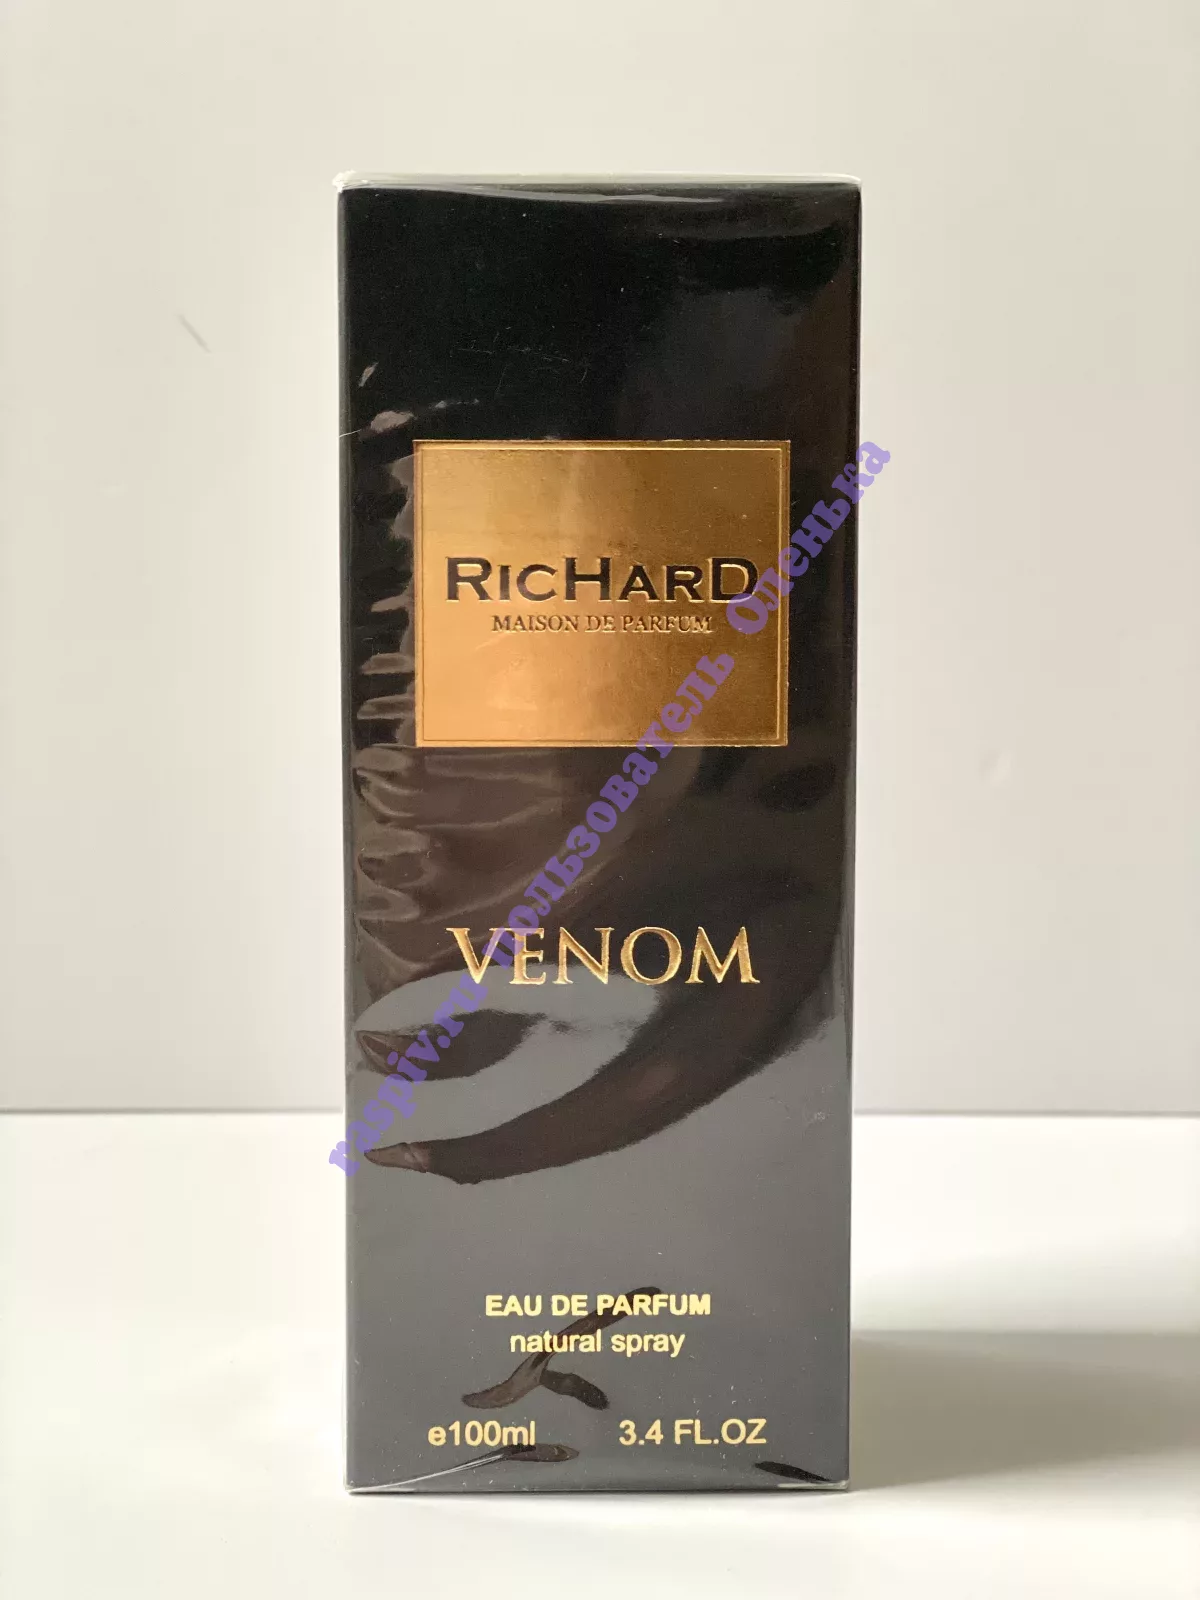 RICHARD
MAISON DE PARFUM
VENOM
EAU DE PARFUM
natural spray
e100ml 3.4 FL.OZ
raspiv.ru пользователь Оленька